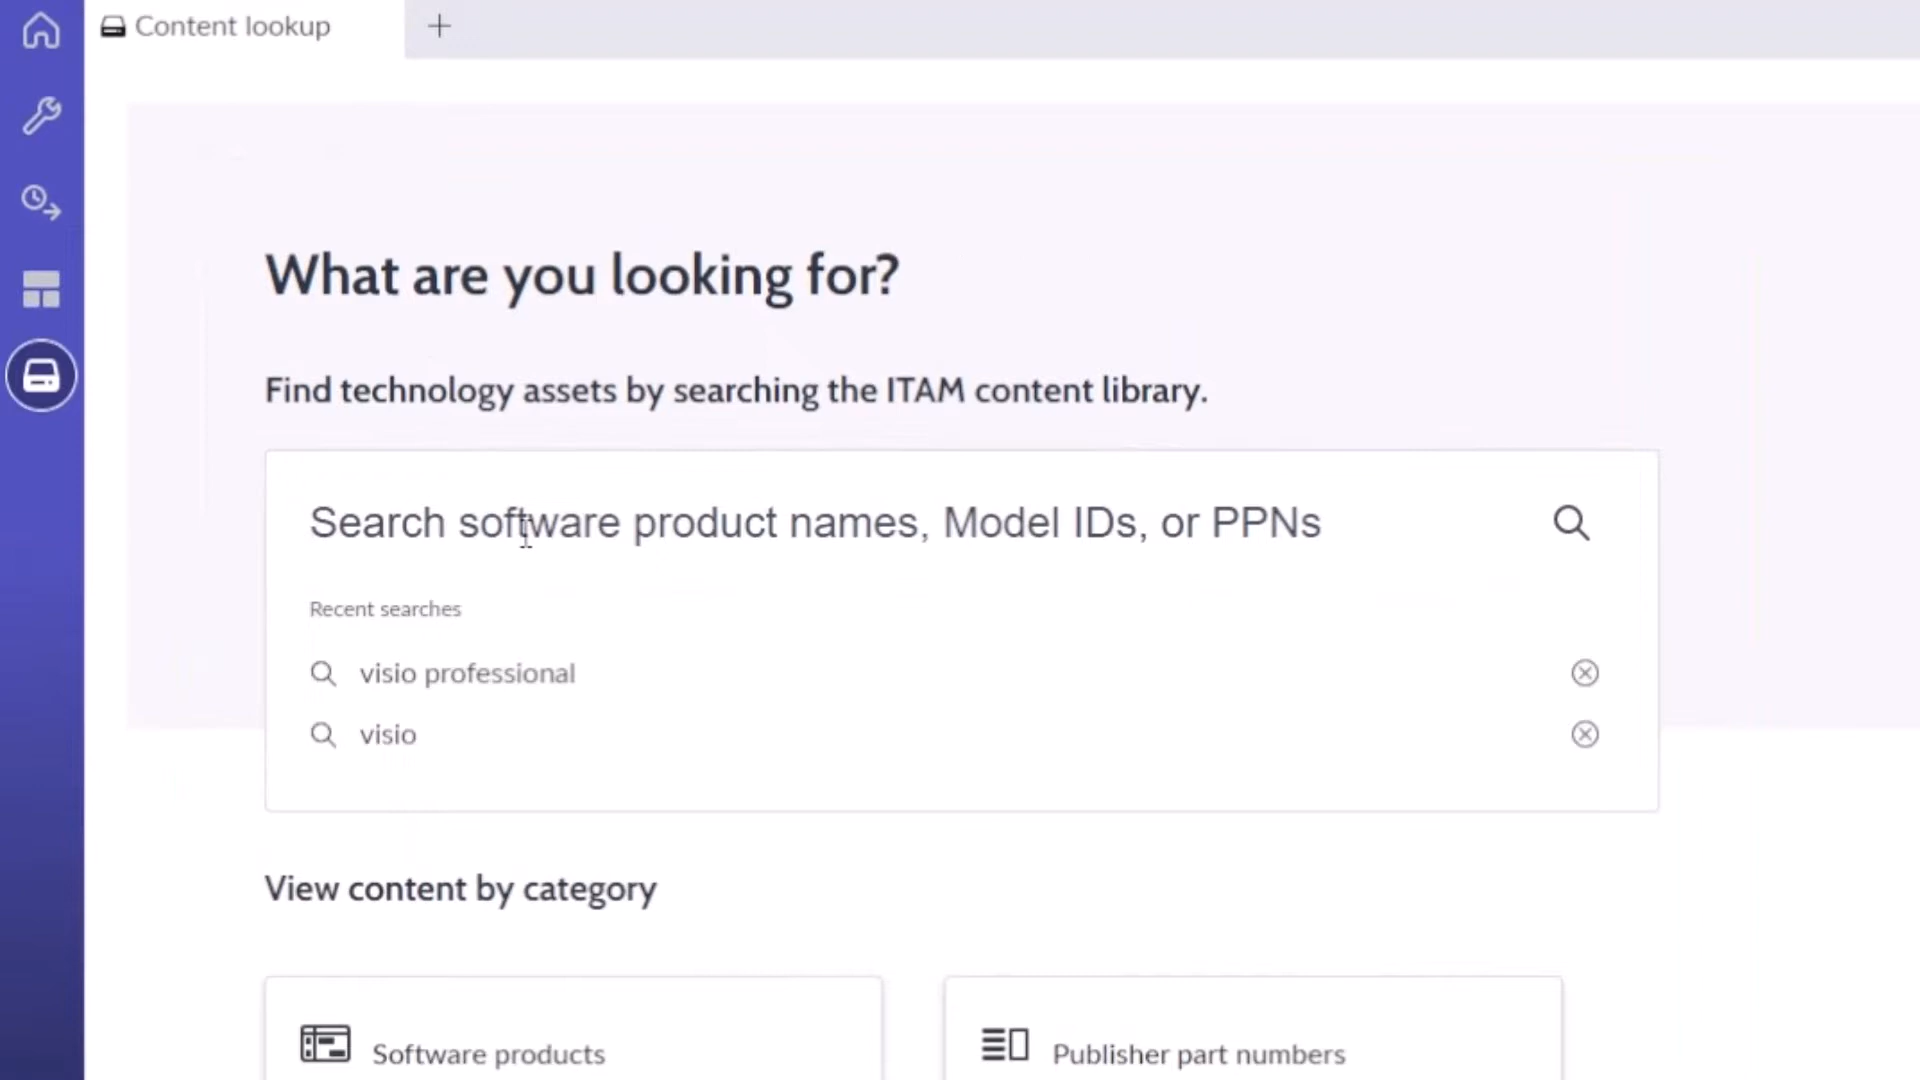 Content lookup
What are you looking for?
Find technology assets by searching the ITAM content library.
Search software product names, Model IDs, or PPNs
Recent searches
visio professional
visio
View content by category
Software products
Publisher part numbers